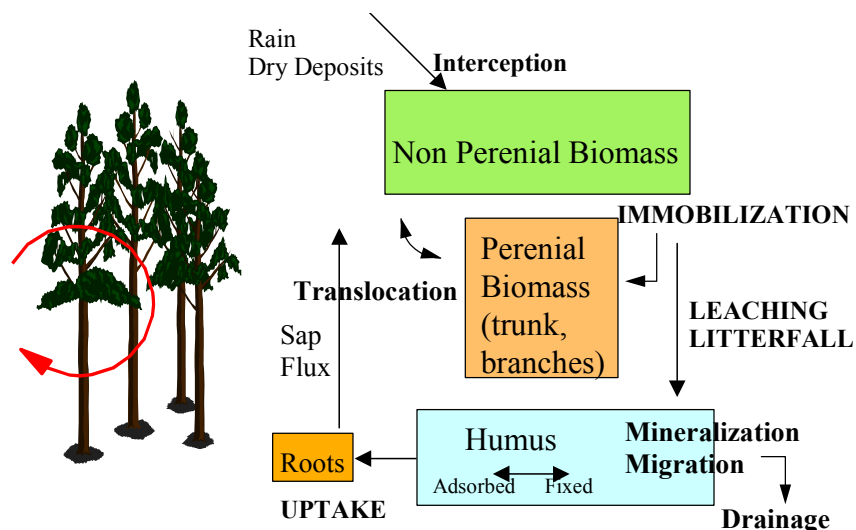 Rain
Dry Deposits
Interception
Non Perenial Biomass
IMMOBILIZATION
Perenial
Biomass
(trunk,
branches)
Translocation
LEACHING
LITTERFALL
Sap
Flux
Humus
Mineralization
Migration
Roots
Adsorbed
Fixed
UPTAKE
Drainage